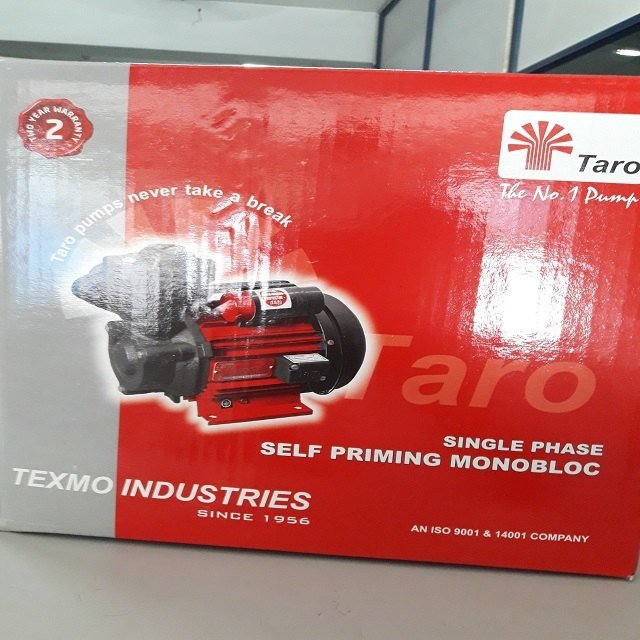 TWO YEAR WARRANTY
2
Taro
The No.1 Pump
Taro pumps never take a break
Taro
SINGLE PHASE
SELF PRIMING MONOBLOC
TEXMO INDUSTRIES
SINCE 1956
AN ISO 9001 & 14001 COMPANY